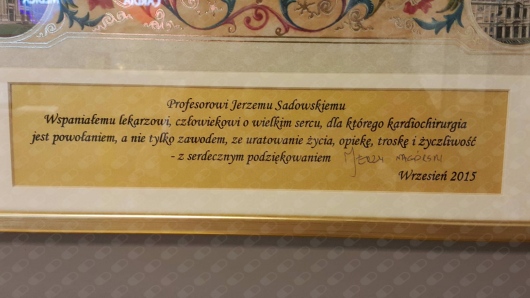 Profesorowi Jerzemu Sadowskiemu
Wspaniałemu lekarzowi, człowiekowi o wielkim sercu, dla którego kardiochirurgia
jest powołaniem, a nie tylko zawodem, ze uratowanie życia, opiekę, troskę i życzliwość
- z serdecznym podziękowaniem
Wrzesień 2015